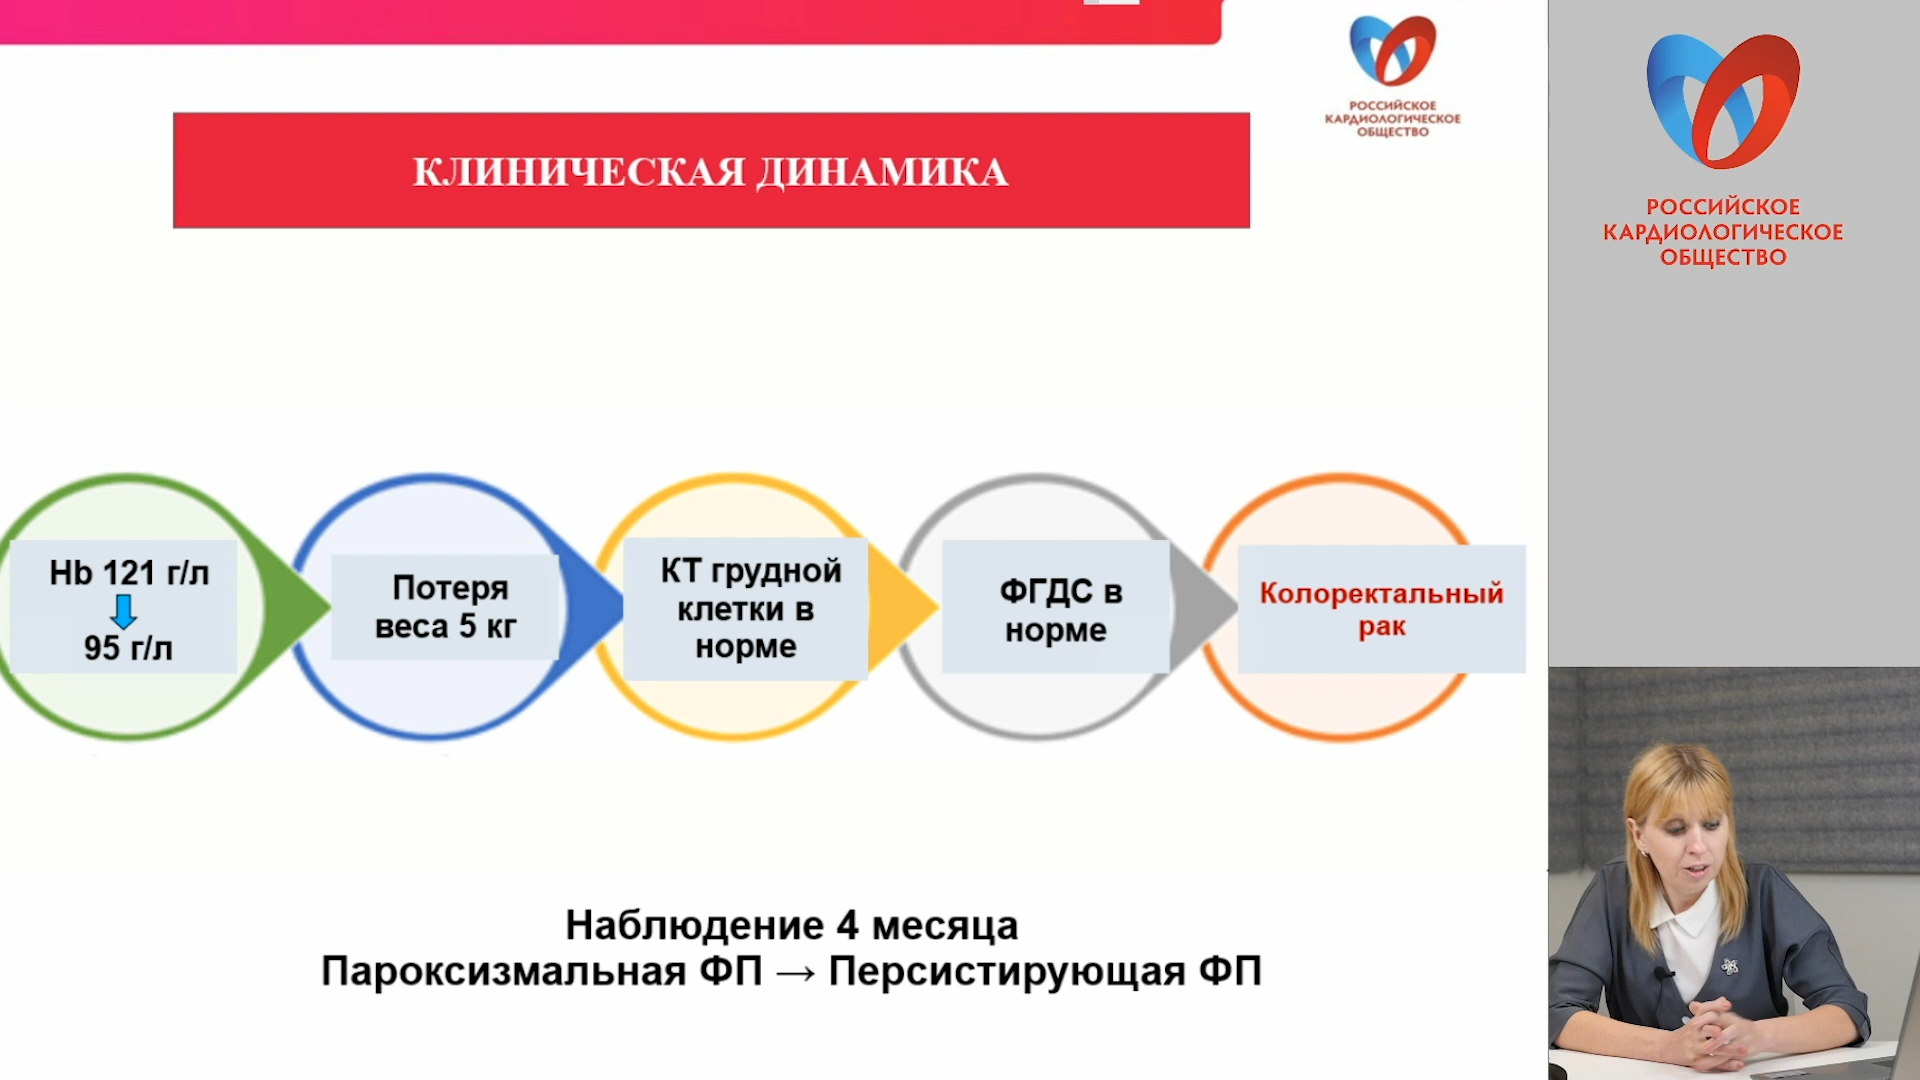 РОССИЙСКОЕ
КАРДИОЛОГИЧЕСКОЕ
ОБЩЕСТВО
КЛИНИЧЕСКАЯ ДИНАМИКА
Hb 121 г/л
95 г/л
Потеря
веса 5 кг
КТ грудной
клетки в
норме
ФГДС в
норме
Колоректальный
рак
Наблюдение 4 месяца
Пароксизмальная ФП → Персистирующая ФП
РОССИЙСКОЕ
КАРДИОЛОГИЧЕСКОЕ
ОБЩЕСТВО